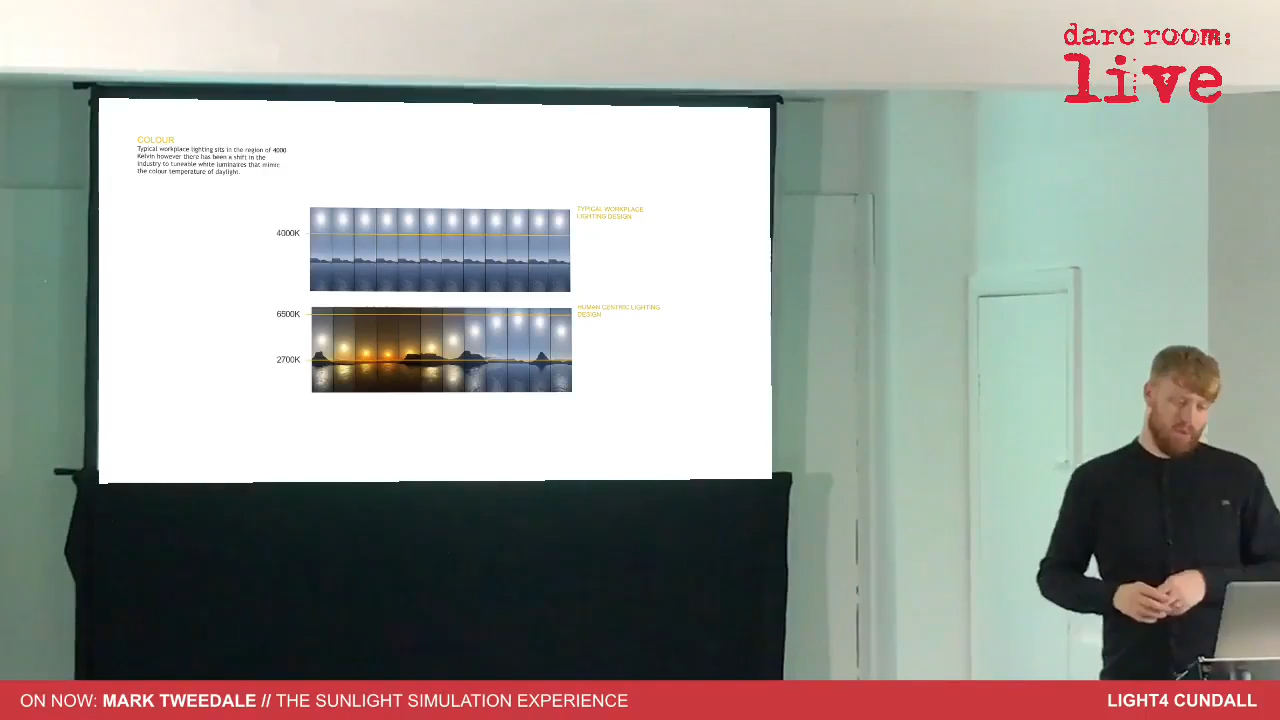 darc room:
live
COLOUR
Typical workplace lighting sits in the region of 4000
Kelvin however there has been a shift in the
industry to tuneable white luminaires that mimic
the colour temperature of daylight.
TYPICAL WORKPLACE
LIGHTING DESIGN
4000K
HUMAN CENTRIC LIGHTING
DESIGN
6500K
2700K
ON NOW: MARK TWEEDALE // THE SUNLIGHT SIMULATION EXPERIENCE
LIGHT4 CUNDALL